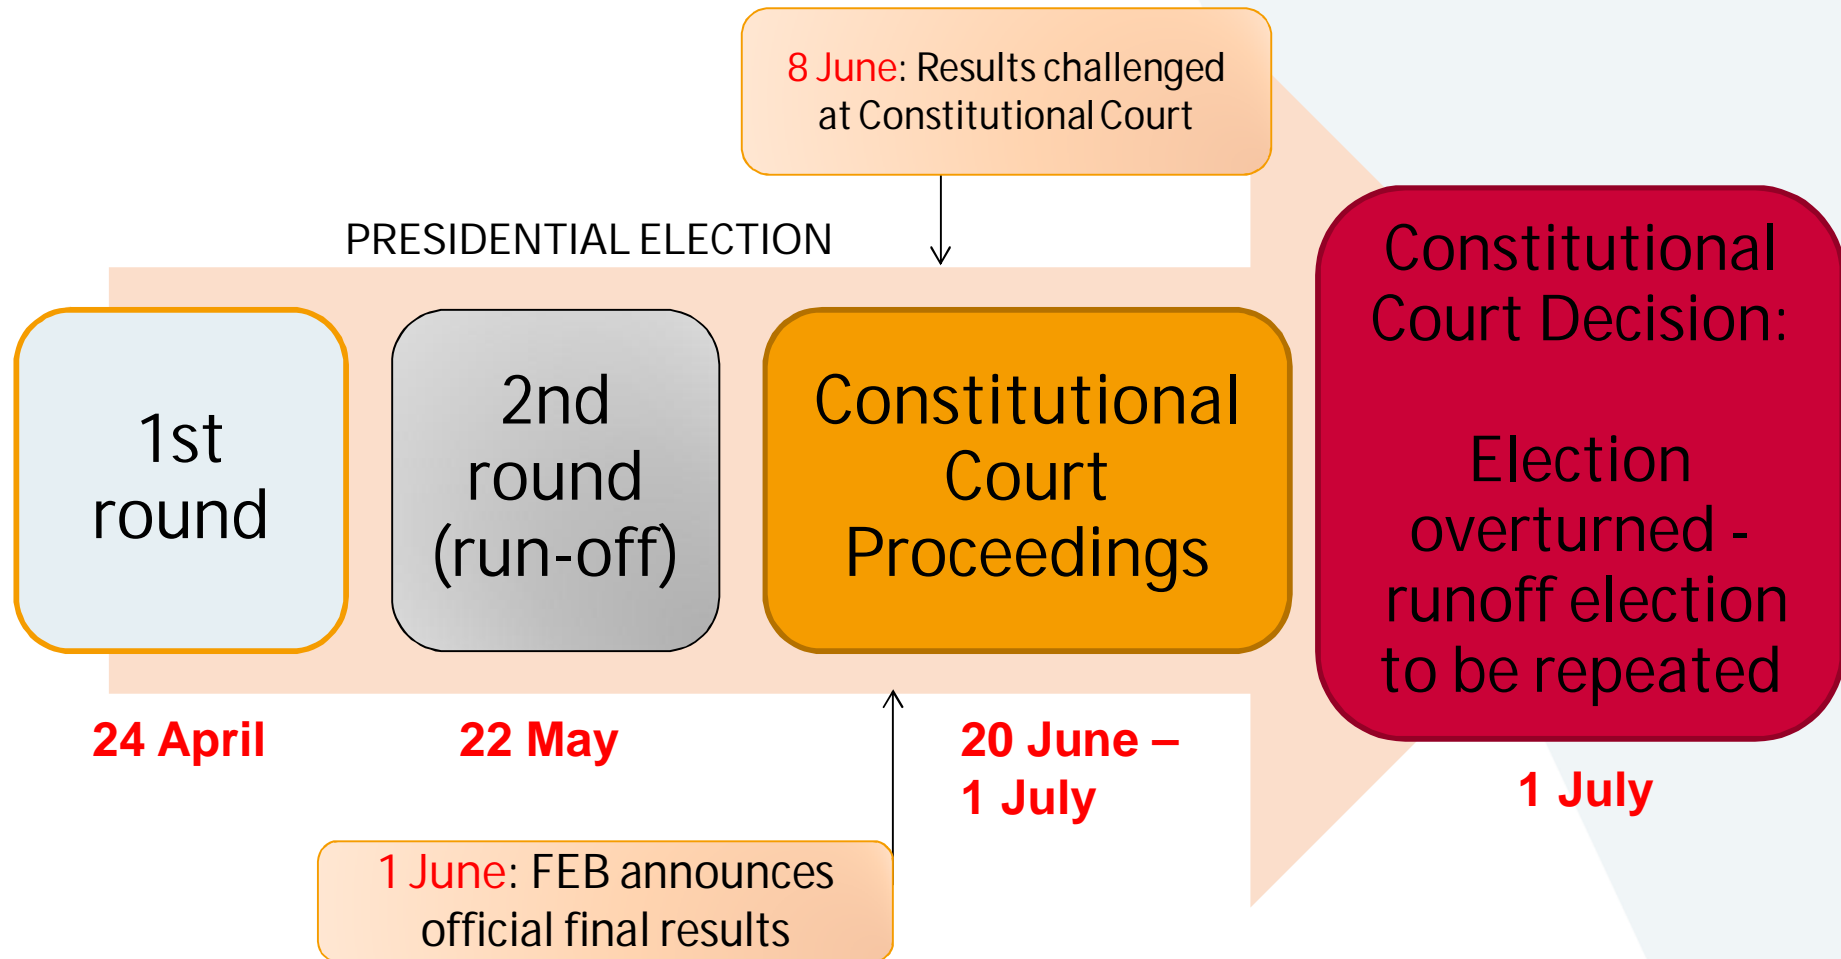 8 June: Results challenged
at Constitutional Court
PRESIDENTIAL ELECTION
1st
round
2nd
round
(run-off)
Constitutional
Court
Proceedings
Constitutional
Court Decision:
Election
overturned -
runoff election
to be repeated
24 April
22 May
20 June –
1 July
1 July
1 June: FEB announces
official final results